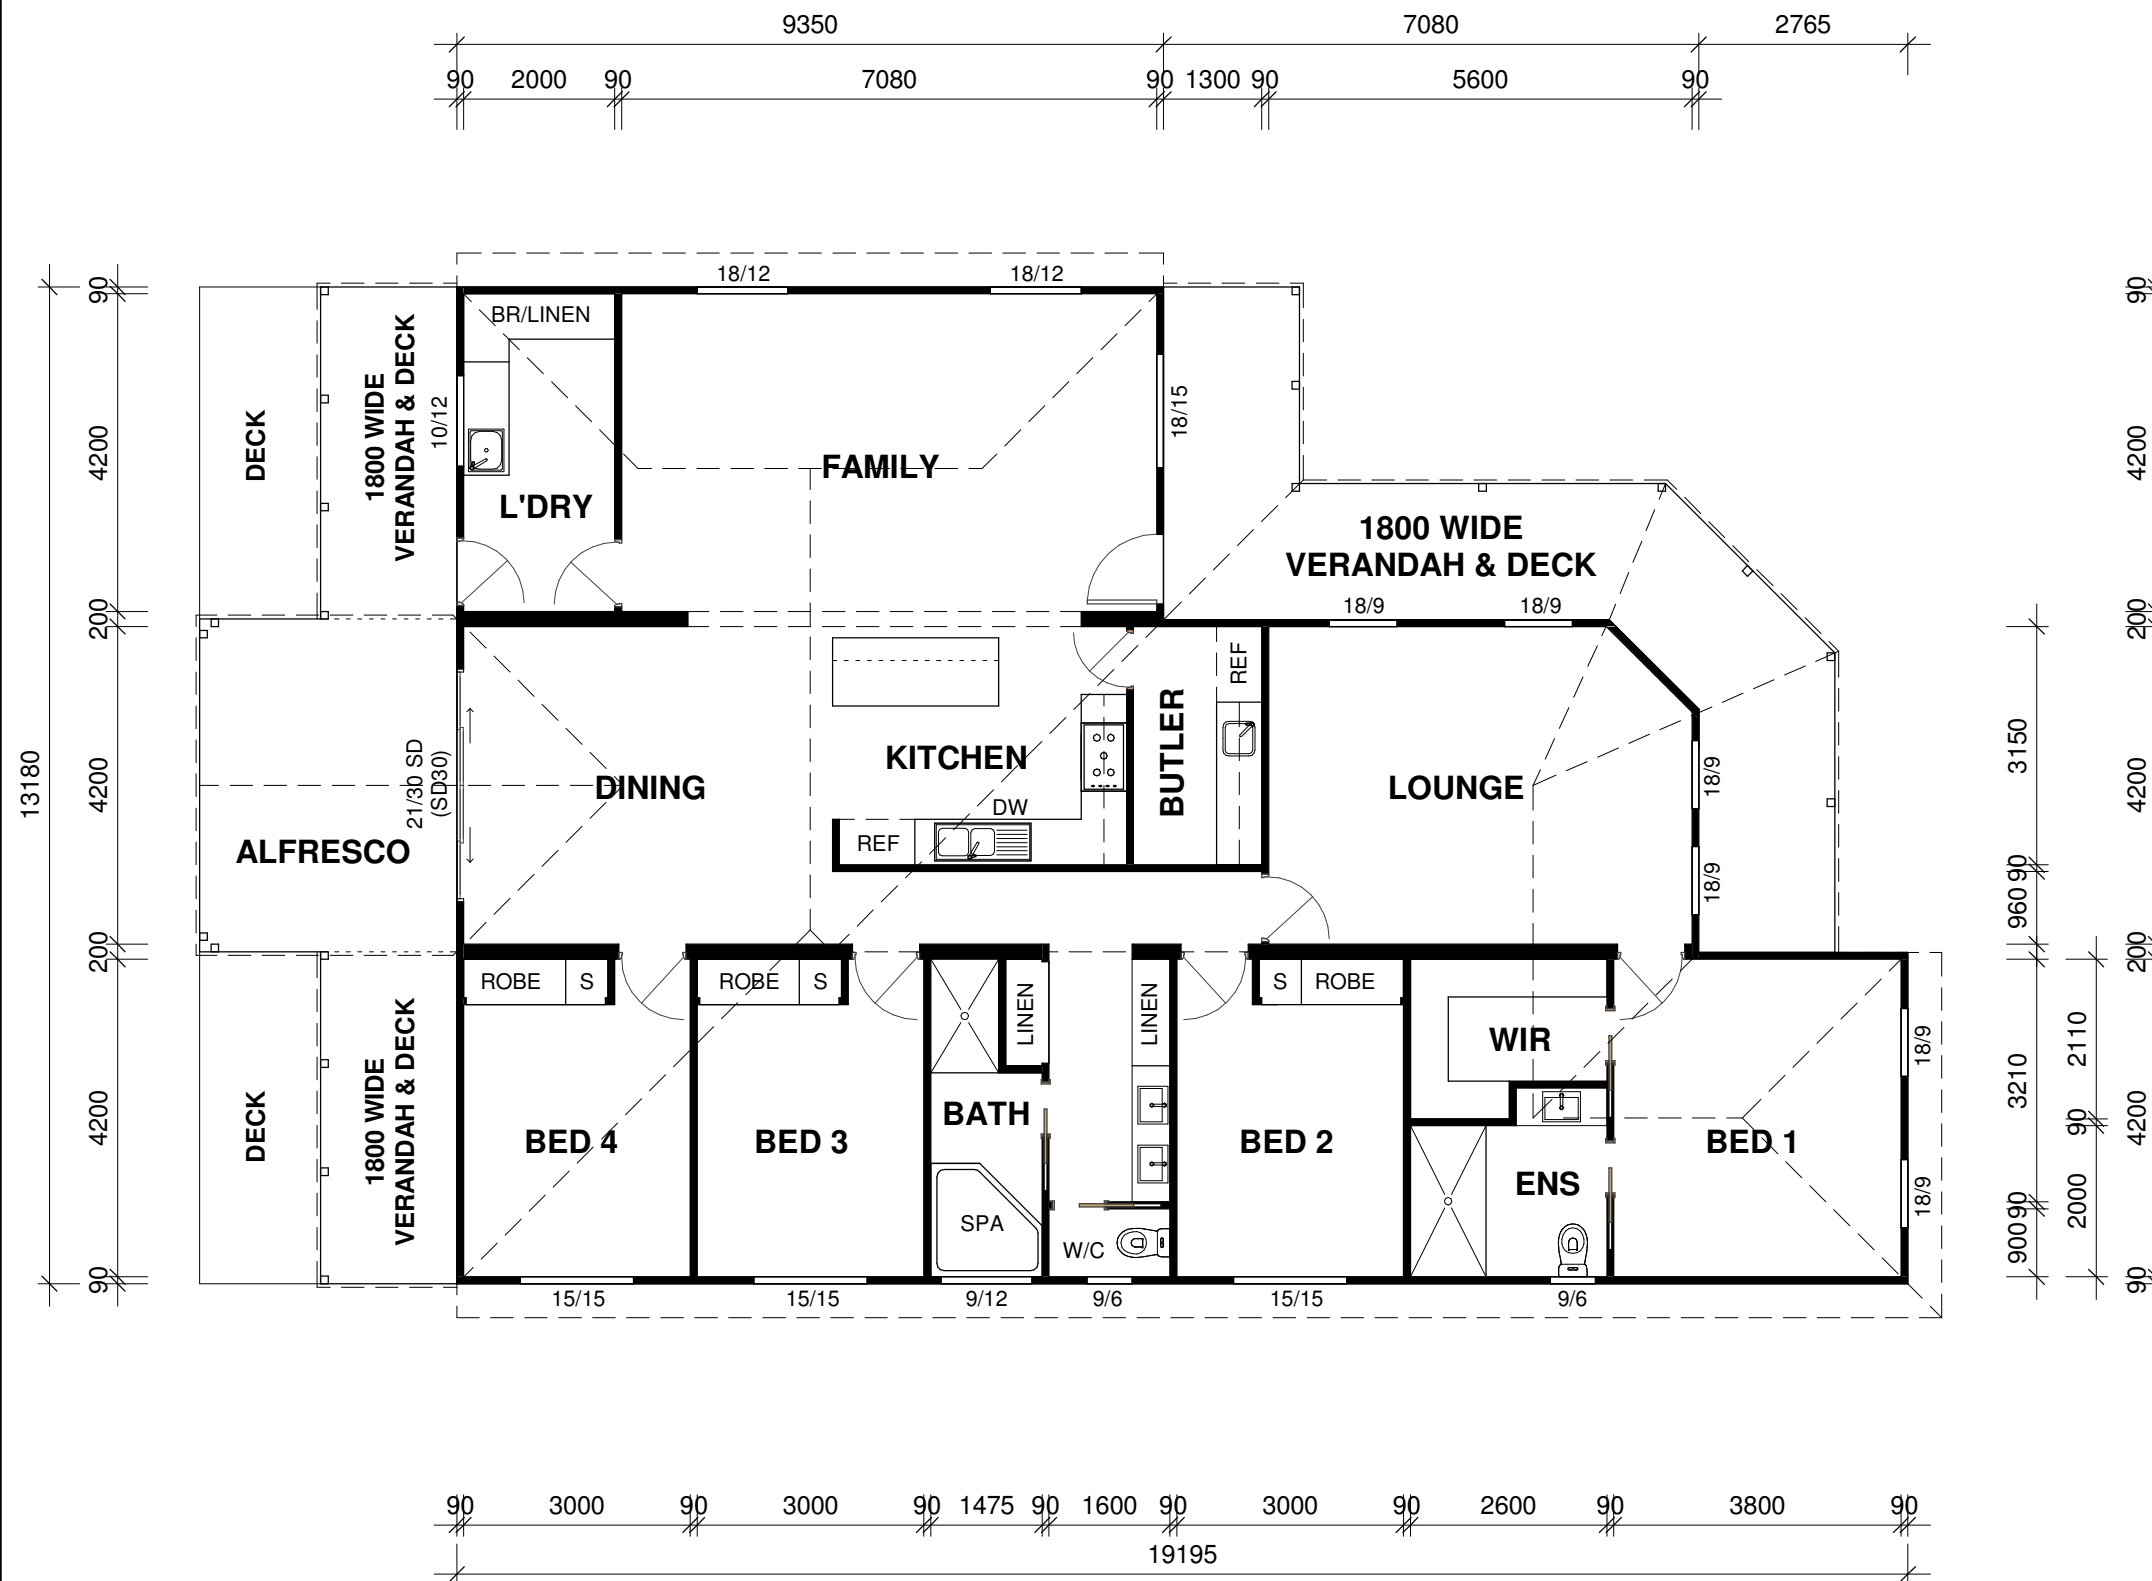 9350
7080
2765
90
2000
90
7080
90
1300
90
5600
90
18/12
18/12
BR/LINEN
10/12
18/15
DECK
1800 WIDE
VERANDAH & DECK
L'DRY
FAMILY
1800 WIDE
VERANDAH & DECK
18/9
18/9
REF
BUTLER
KITCHEN
DINING
LOUNGE
18/9
18/9
21/30 SD
(SD30)
DW
REF
ALFRESCO
ROBE
S
ROBE
S
LINEN
LINEN
S
ROBE
WIR
18/9
DECK
1800 WIDE
VERANDAH & DECK
BED 4
BED 3
BATH
BED 2
ENS
BED 1
18/9
SPA
W/C
15/15
15/15
9/12
9/6
15/15
9/6
13180
90
4200
200
4200
200
4200
90
3150
90
960
3210
90
900
2110
90
2000
90
4200
200
4200
200
4200
90
90
3000
90
3000
90
1475
90
1600
90
3000
90
2600
90
3800
90
19195